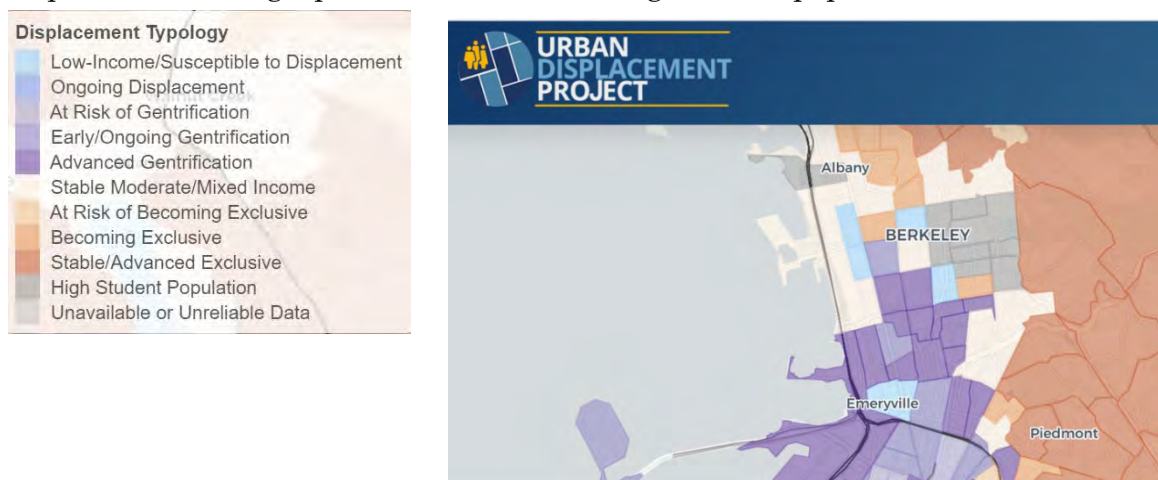 Displacement Typology
Low-Income/Susceptible to Displacement
Ongoing Displacement
At Risk of Gentrification
Early/Ongoing Gentrification
Advanced Gentrification
Stable Moderate/Mixed Income
At Risk of Becoming Exclusive
Becoming Exclusive
Stable/Advanced Exclusive
High Student Population
Unavailable or Unreliable Data
URBAN
DISPLACEMENT
PROJECT
Albany
BERKELEY
Emeryville
Piedmont